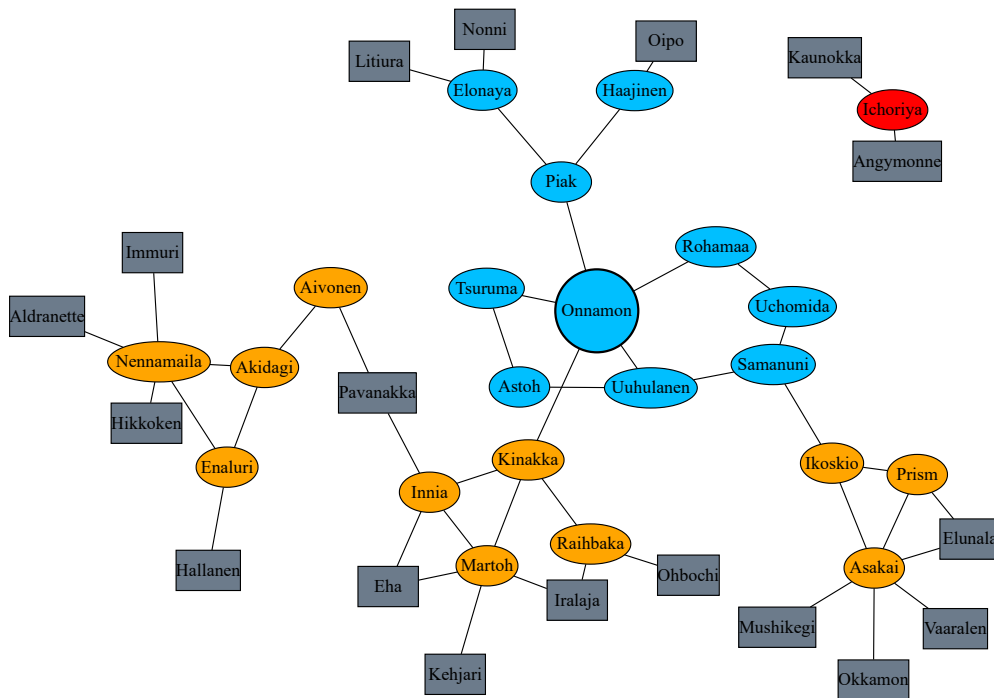 Nonni
Oipo
Litiura
Kaunokka
Elonaya
Haajinen
Ichoriya
Angymonne
Piak
Immuri
Rohamaa
Aivonen
Tsuruma
Uchomida
Onnamon
Aldranette
Nennamaila
Akidagi
Samanuni
Pavanakka
Astoh
Uuhulanen
Hikkoken
Kinakka
Ikoskio
Enaluri
Prism
Innia
Elunala
Raihbaka
Martoh
Asakai
Hallanen
Ohbochi
Eha
Iralaja
Mushikegi
Vaaralen
Kehjari
Okkamon